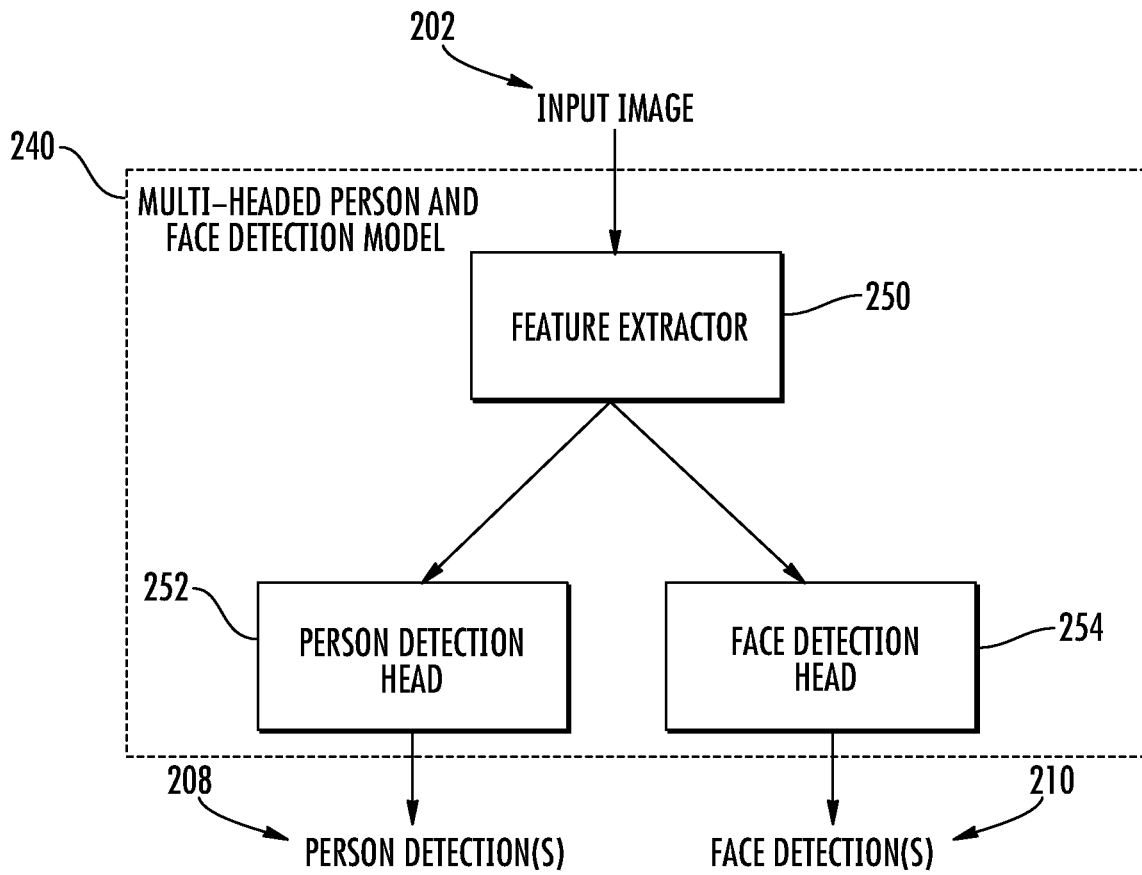 202
INPUT IMAGE
240
MULTI–HEADED PERSON AND
FACE DETECTION MODEL
250
FEATURE EXTRACTOR
252
PERSON DETECTION
HEAD
FACE DETECTION
HEAD
254
208
PERSON DETECTION(S)
210
FACE DETECTION(S)